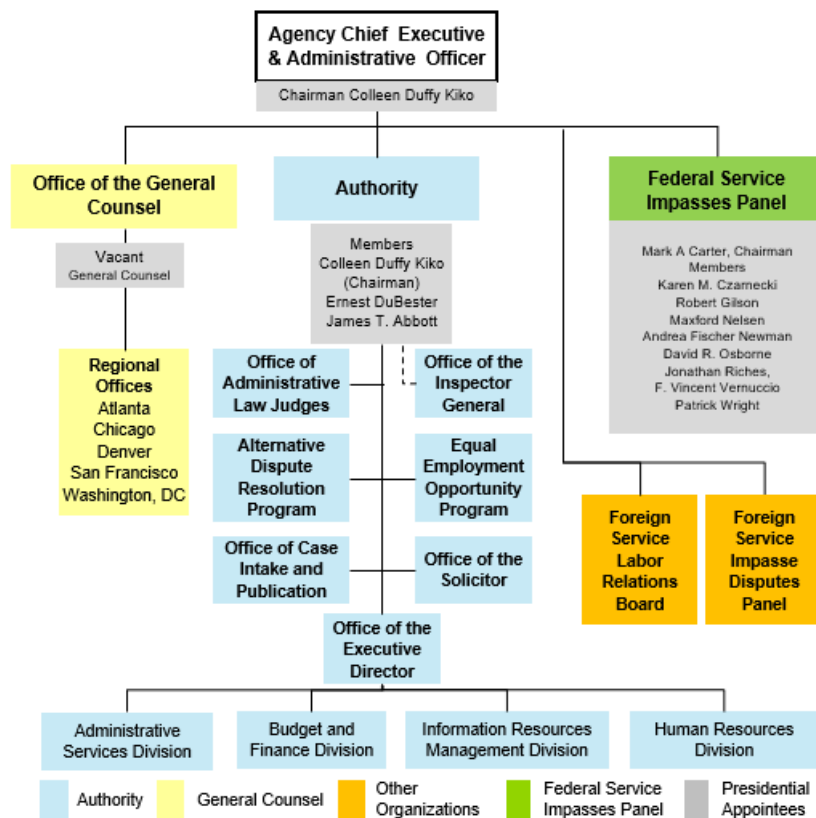 Agency Chief Executive
& Administrative Officer
Chairman Colleen Duffy Kiko
Office of the General
Counsel
Vacant
General Counsel
Regional
Offices
Atlanta
Chicago
Denver
San Francisco
Washington, DC
Authority
Members
Colleen Duffy Kiko
(Chairman)
Ernest DuBester
James T. Abbott
Federal Service
Impasses Panel
Mark A Carter, Chairman
Members
Karen M. Czarnecki
Robert Gilson
Maxford Nelsen
Andrea Fischer Newman
David R. Osborne
Jonathan Riches,
F. Vincent Vernuccio
Patrick Wright
Office of
Administrative
Law Judges
Office of the
Inspector
General
Alternative
Dispute
Resolution
Program
Equal
Employment
Opportunity
Program
Office of Case
Intake and
Publication
Office of the
Solicitor
Foreign
Service
Labor
Relations
Board
Foreign
Service
Impasse
Disputes
Panel
Office of the
Executive
Director
Administrative
Services Division
Budget and
Finance Division
Information Resources
Management Division
Human Resources
Division
Authority
General Counsel
Other
Organizations
Federal Service
Impasses Panel
Presidential
Appointees